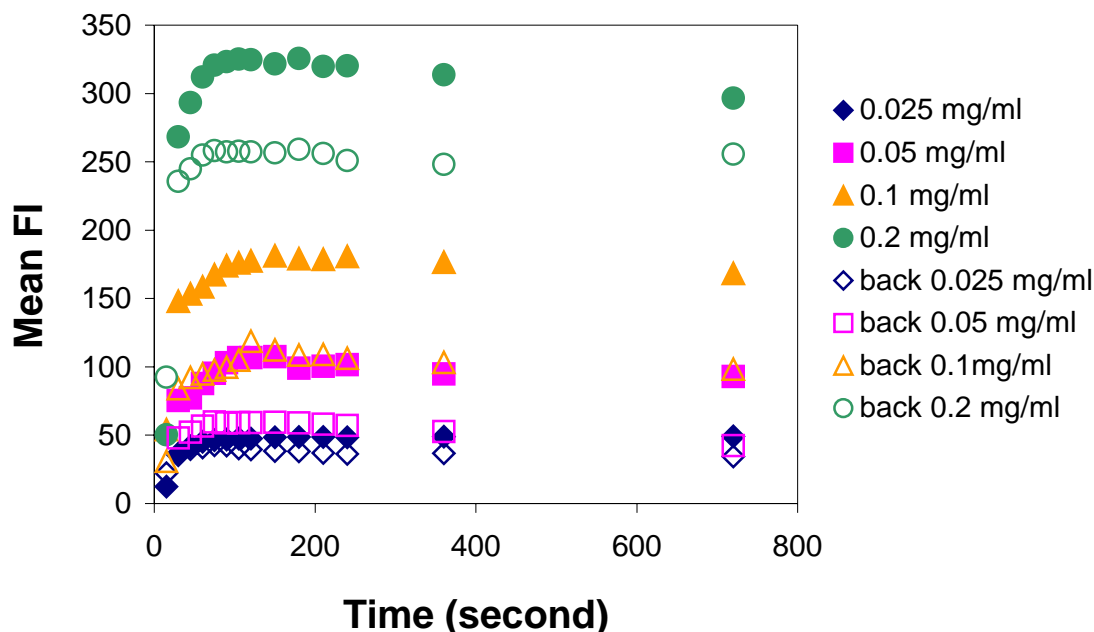 350
300
250
200
150
100
50
0
Mean FI
0 200 400 600 800
Time (second)
0.025 mg/ml
0.05 mg/ml
0.1 mg/ml
0.2 mg/ml
back 0.025 mg/ml
back 0.05 mg/ml
back 0.1mg/ml
back 0.2 mg/ml